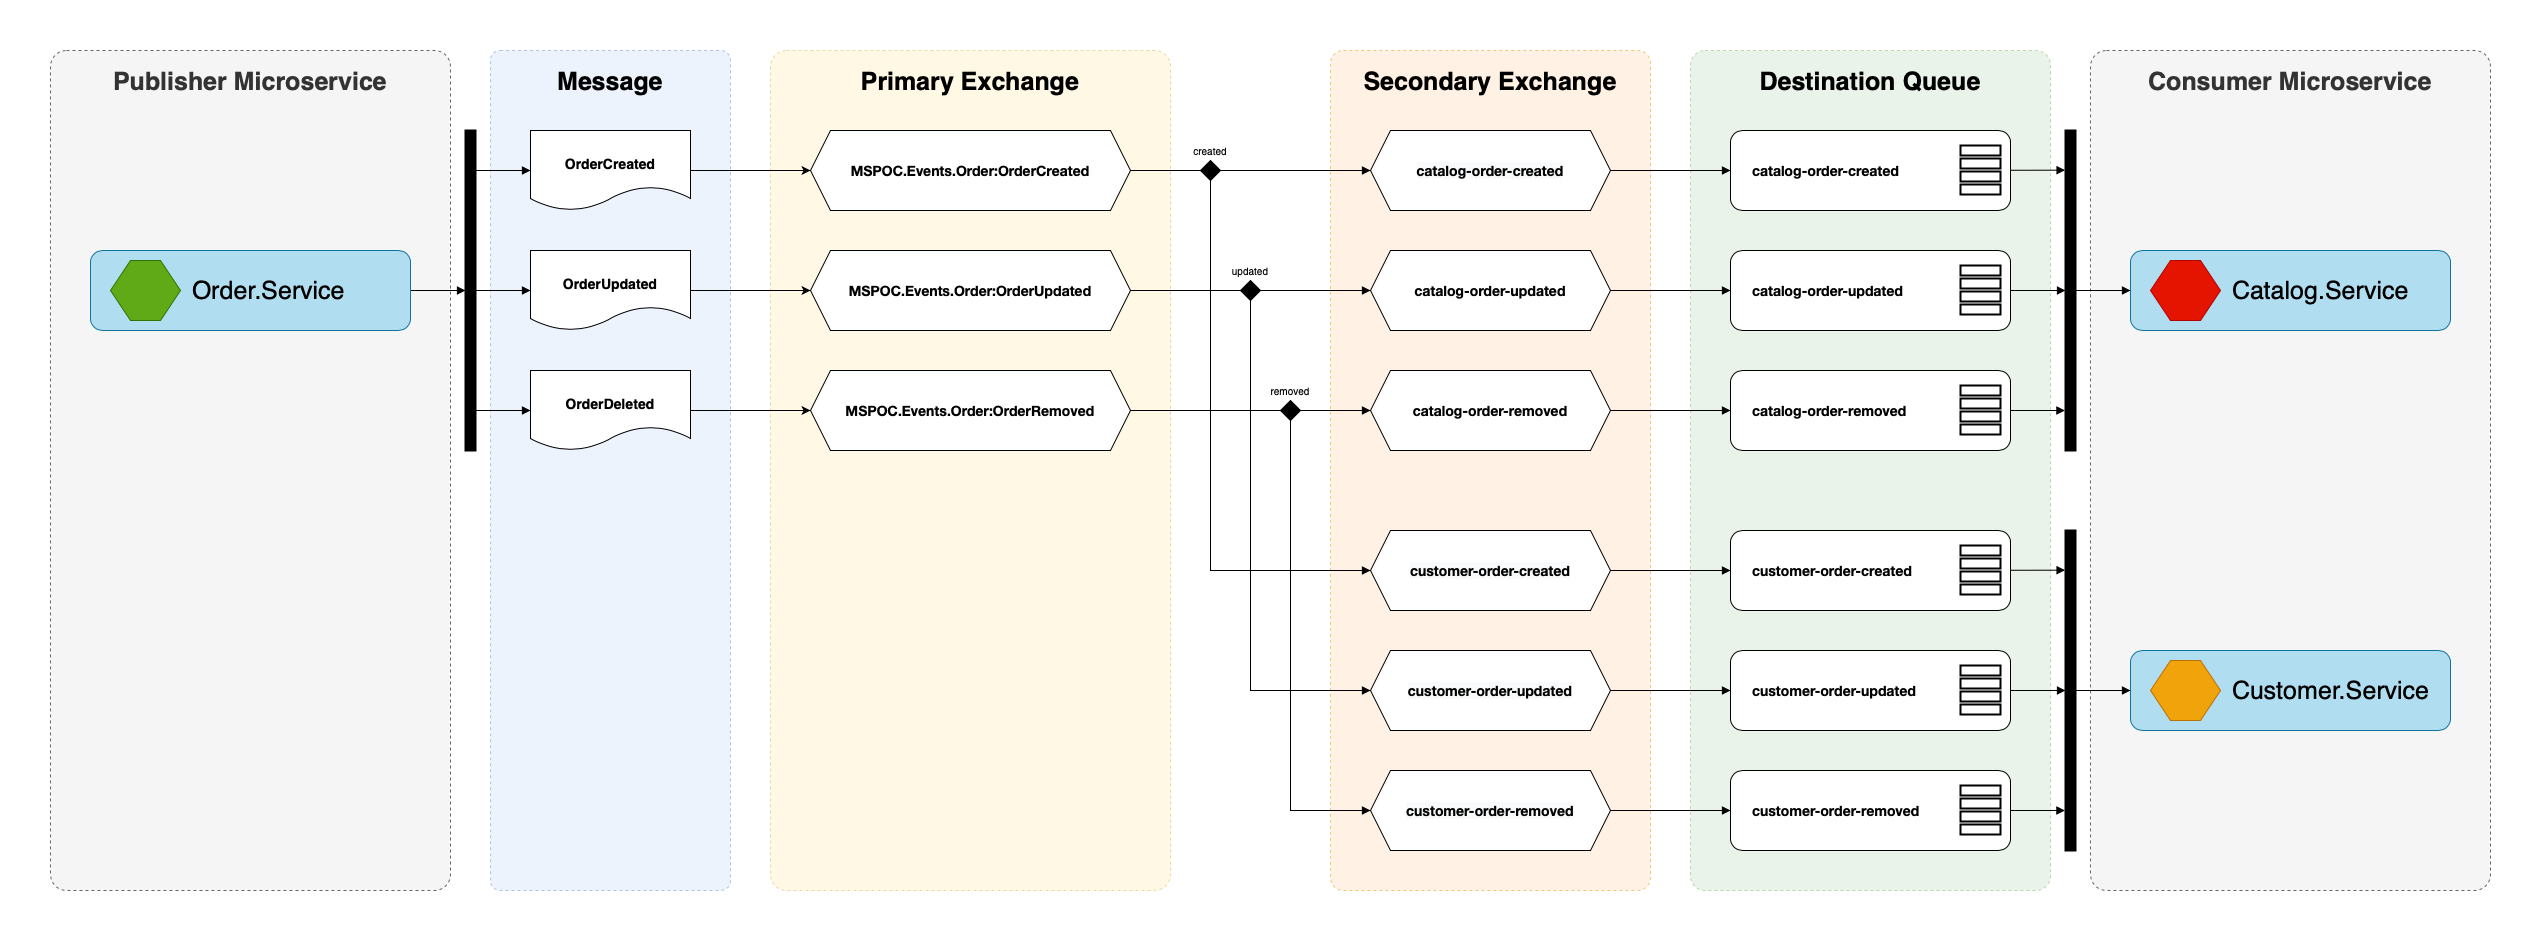 Publisher Microservice
Message
Primary Exchange
Secondary Exchange
Destination Queue
Consumer Microservice
OrderCreated
MSPOC.Events.Order:OrderCreated
created
catalog-order-created
catalog-order-created
Order.Service
OrderUpdated
MSPOC.Events.Order:OrderUpdated
updated
catalog-order-updated
catalog-order-updated
Catalog.Service
OrderDeleted
MSPOC.Events.Order:OrderRemoved
removed
catalog-order-removed
catalog-order-removed
customer-order-created
customer-order-created
customer-order-updated
customer-order-updated
Customer.Service
customer-order-removed
customer-order-removed